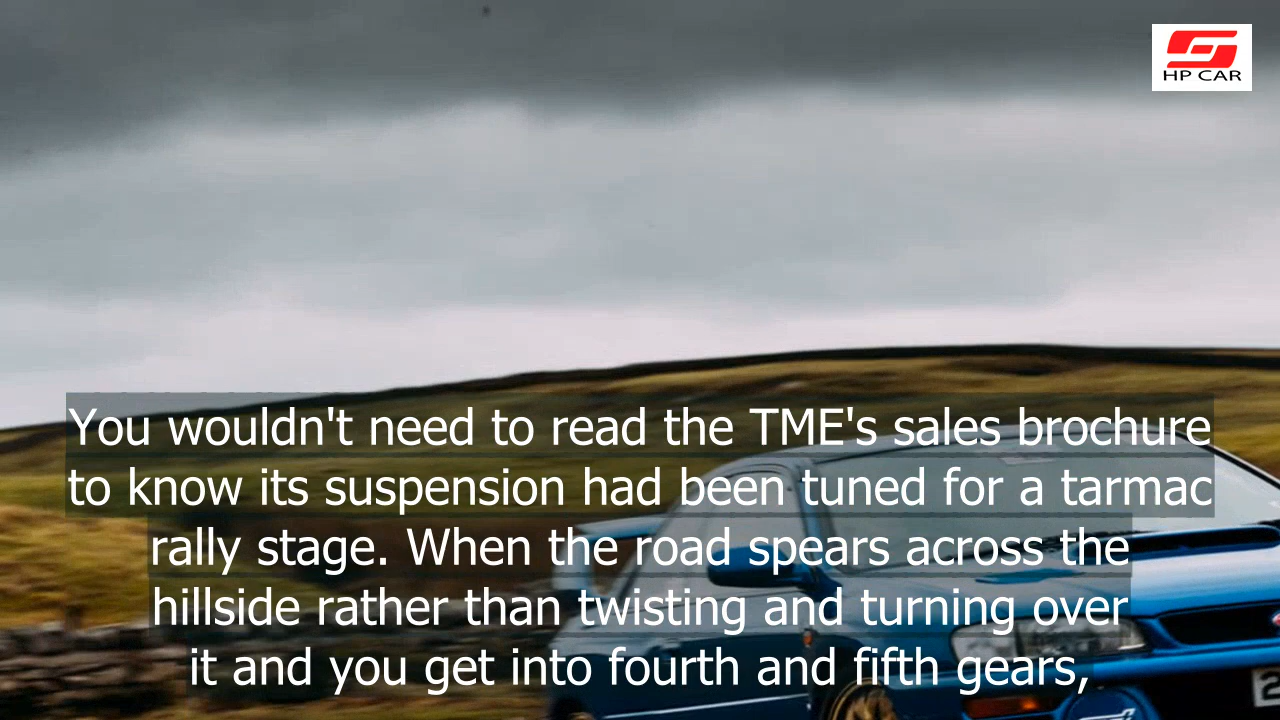 HP CAR
You wouldn't need to read the TME's sales brochure
to know its suspension had been tuned for a tarmac
rally stage. When the road spears across the
hillside rather than twisting and turning over
it and you get into fourth and fifth gears,
2